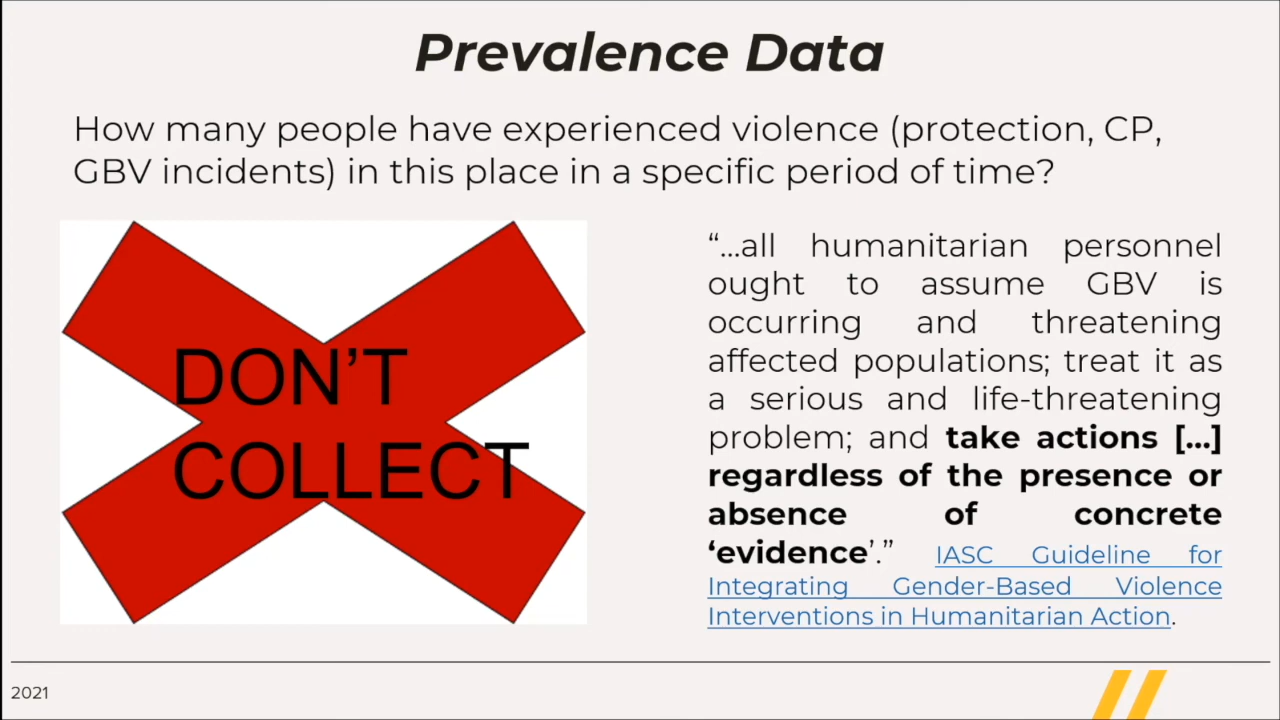 Prevalence Data
How many people have experienced violence (protection, CP,
GBV incidents) in this place in a specific period of time?
DON’T
COLLECT
“...all humanitarian personnel
ought to assume GBV is
occurring and threatening
affected populations; treat it as
a serious and life-threatening
problem; and take actions [...]
regardless of the presence or
absence of concrete
‘evidence’.” IASC Guideline for
Integrating Gender-Based Violence
Interventions in Humanitarian Action.
2021